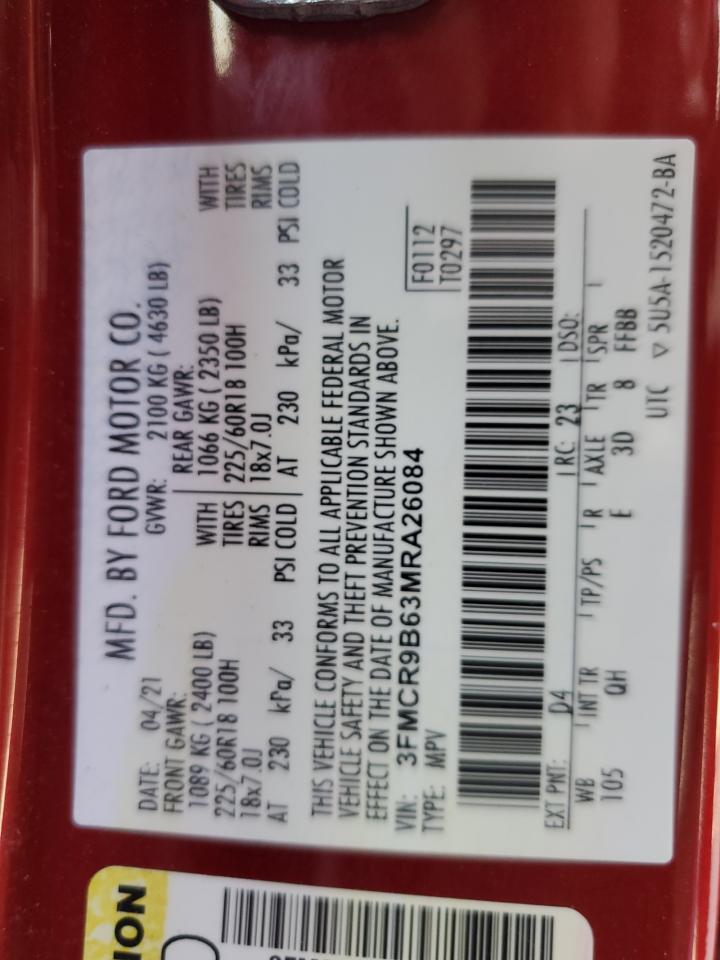 MFD. BY FORD MOTOR CO.
DATE: 04/21 GVWR: 2100 KG ( 4630 LB)
FRONT GAWR: REAR GAWR:
1089 KG ( 2400 LB) WITH 1066 KG ( 2350 LB) WITH
225/60R18 100H TIRES 225/60R18 100H TIRES
18x7.0J RIMS 18x7.0J RIMS
AT 230 kPa/ 33 PSI COLD AT 230 kPa/ 33 PSI COLD
THIS VEHICLE CONFORMS TO ALL APPLICABLE FEDERAL MOTOR
VEHICLE SAFETY AND THEFT PREVENTION STANDARDS IN
EFFECT ON THE DATE OF MANUFACTURE SHOWN ABOVE.
VIN: 3FMCR9B63MRA26084 F0112
TYPE: MPV T0297
EXT PNT: D4 RC: 23 DSO:
WB INT TR TP/PS R AXLE TR SPR
105 QH E 3D 8 FFBB
UTC ▽ 5U5A-1520472-BA
ION